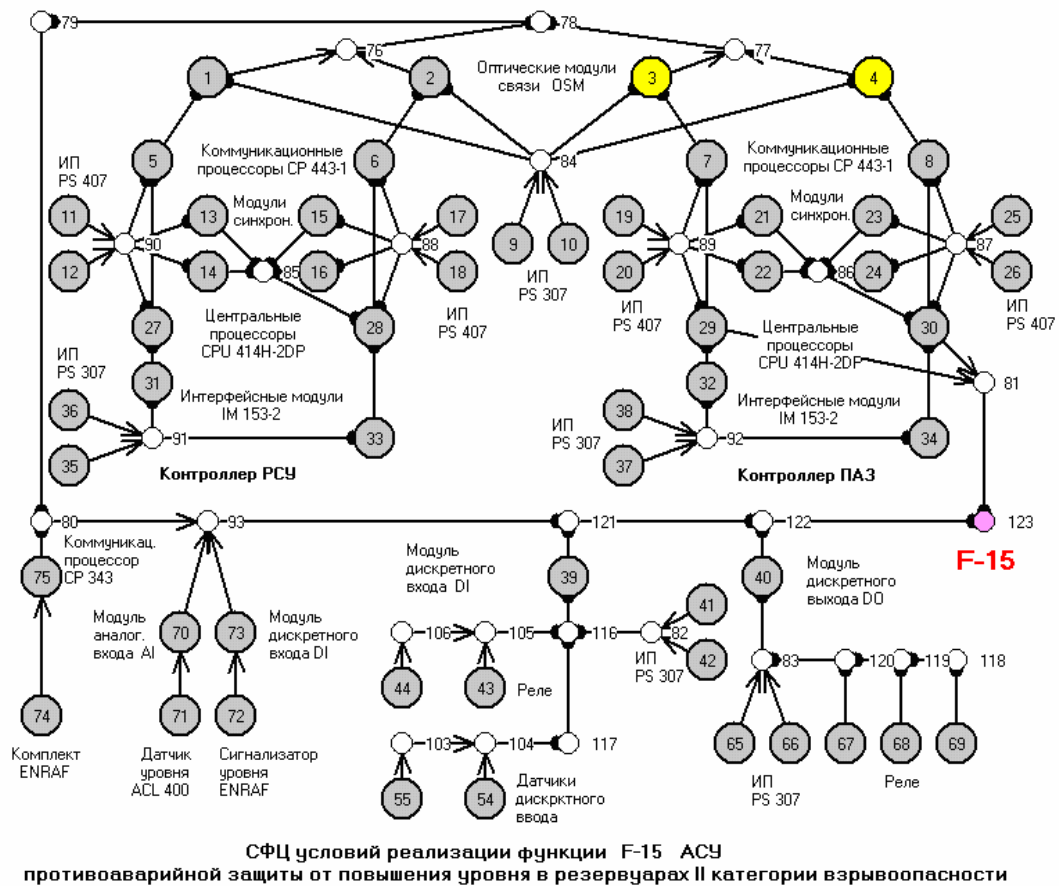 79
78
76
77
1
2
Оптические модули
связи OSM
3
4
ИП
PS 407
5
Коммуникационные
процессоры CP 443-1
6
84
7
Коммуникационные
процессоры CP 443-1
8
11
13
Модули
синхрон.
15
17
19
21
Модули
синхрон.
23
25
90
88
89
87
12
14
85
16
18
9
10
20
22
86
24
26
ИП
PS 307
ИП
PS 407
ИП
PS 407
ИП
PS 407
27
Центральные
процессоры
CPU 414H-2DP
28
29
Центральные
процессоры
CPU 414H-2DP
30
ИП
PS 307
31
32
81
36
Интерфейсные модули
IM 153-2
38
Интерфейсные модули
IM 153-2
91
33
ИП
PS 307
92
34
35
37
Контроллер РСУ
Контроллер ПАЗ
80
93
121
122
123
F-15
Коммуникац.
процессор
CP 343
75
Модуль
дискретного
входа DI
39
40
Модуль
дискретного
выхода DO
Модуль
аналог.
входа AI
70
73
Модуль
дискретного
входа DI
106
105
116
82
41
42
ИП
PS 307
44
43
Реле
83
120
119
118
74
71
72
103
104
117
65
66
67
68
69
Комплект
ENRAF
Датчик
уровня
ACL 400
Сигнализатор
уровня
ENRAF
55
54
Датчики
дискрктного
ввода
ИП
PS 307
Реле
СФЦ условий реализации функции F-15 АСУ
противоаварийной защиты от повышения уровня в резервуарах II категории взрывоопасности